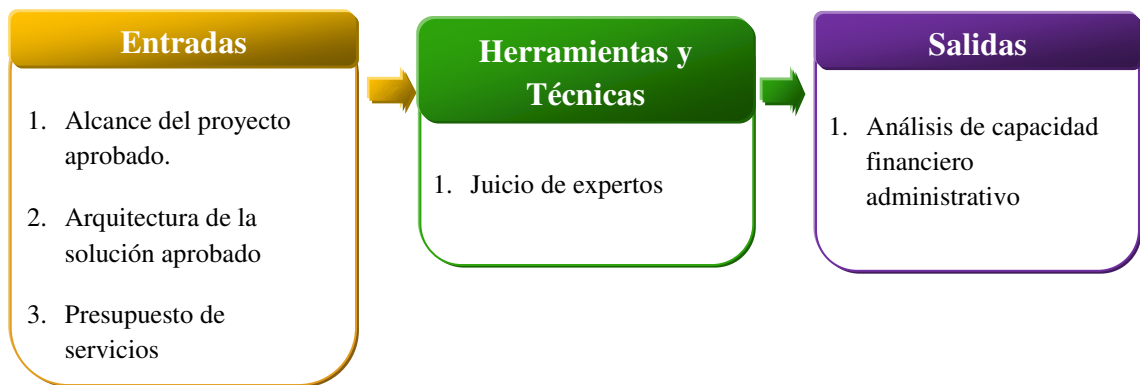 Entradas
1. Alcance del proyecto
aprobado.
2. Arquitectura de la
solución aprobado
3. Presupuesto de
servicios
Herramientas y
Técnicas
1. Juicio de expertos
Salidas
1. Análisis de capacidad
financiero
administrativo